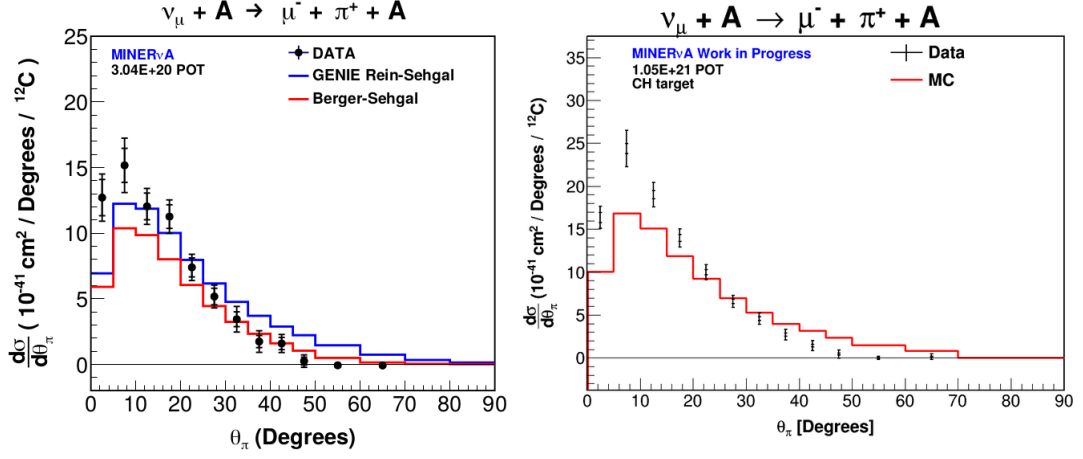 ν_μ + A → μ⁻ + π⁺ + A
MINERνA
3.04E+20 POT
DATA
GENIE Rein-Sehgal
Berger-Sehgal
dσ/dθ_π ( 10⁻⁴¹ cm² / Degrees / ¹²C)
25
20
15
10
5
0
0 10 20 30 40 50 60 70 80 90
θ_π (Degrees)
ν_μ + A → μ⁻ + π⁺ + A
MINERνA Work in Progress
1.05E+21 POT
CH target
Data
MC
dσ/dθ_π (10⁻⁴¹ cm² / Degrees / ¹²C)
35
30
25
20
15
10
5
0
0 10 20 30 40 50 60 70 80 90
θ_π [Degrees]